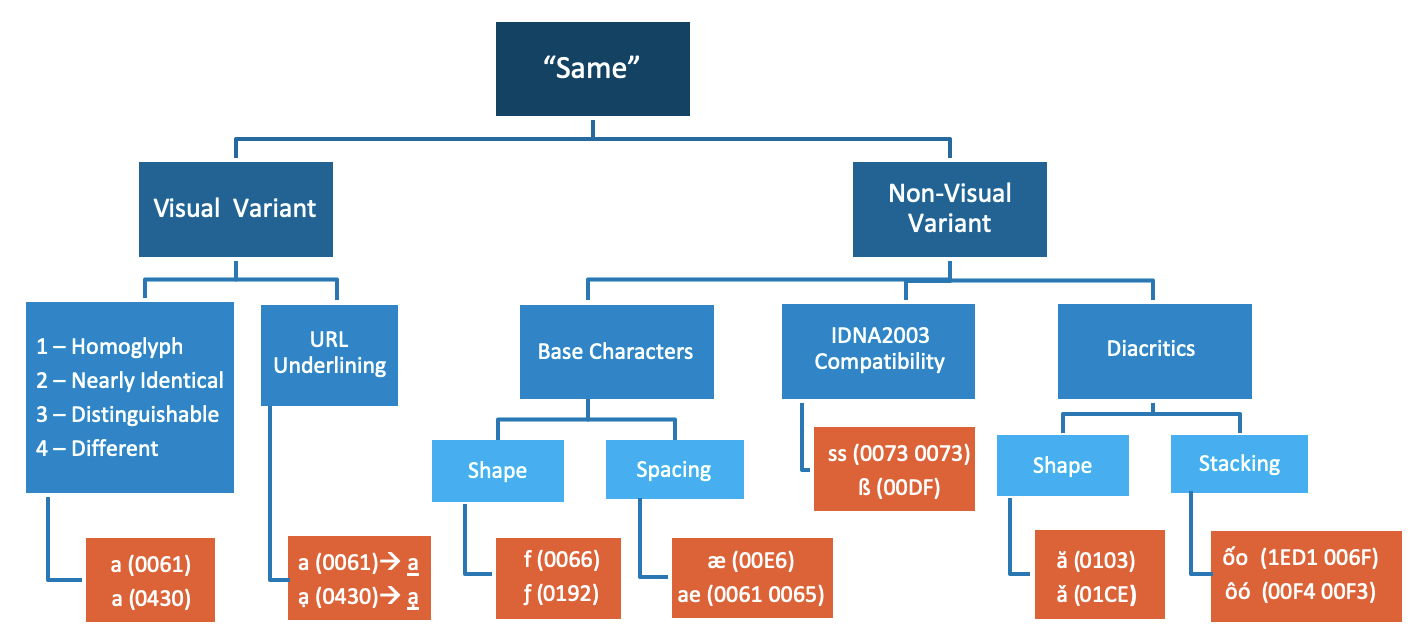 “Same”
Visual Variant
Non-Visual
Variant
1 – Homoglyph
2 – Nearly Identical
3 – Distinguishable
4 – Different
URL
Underlining
Base Characters
IDNA2003
Compatibility
Diacritics
Shape
Spacing
Shape
Stacking
a (0061)
а (0430)
a (0061)→ a
ạ (0430)→ ạ
f (0066)
ƒ (0192)
æ (00E6)
ae (0061 0065)
ss (0073 0073)
ß (00DF)
ă (0103)
ǎ (01CE)
ốo (1ED1 006F)
ôó (00F4 00F3)